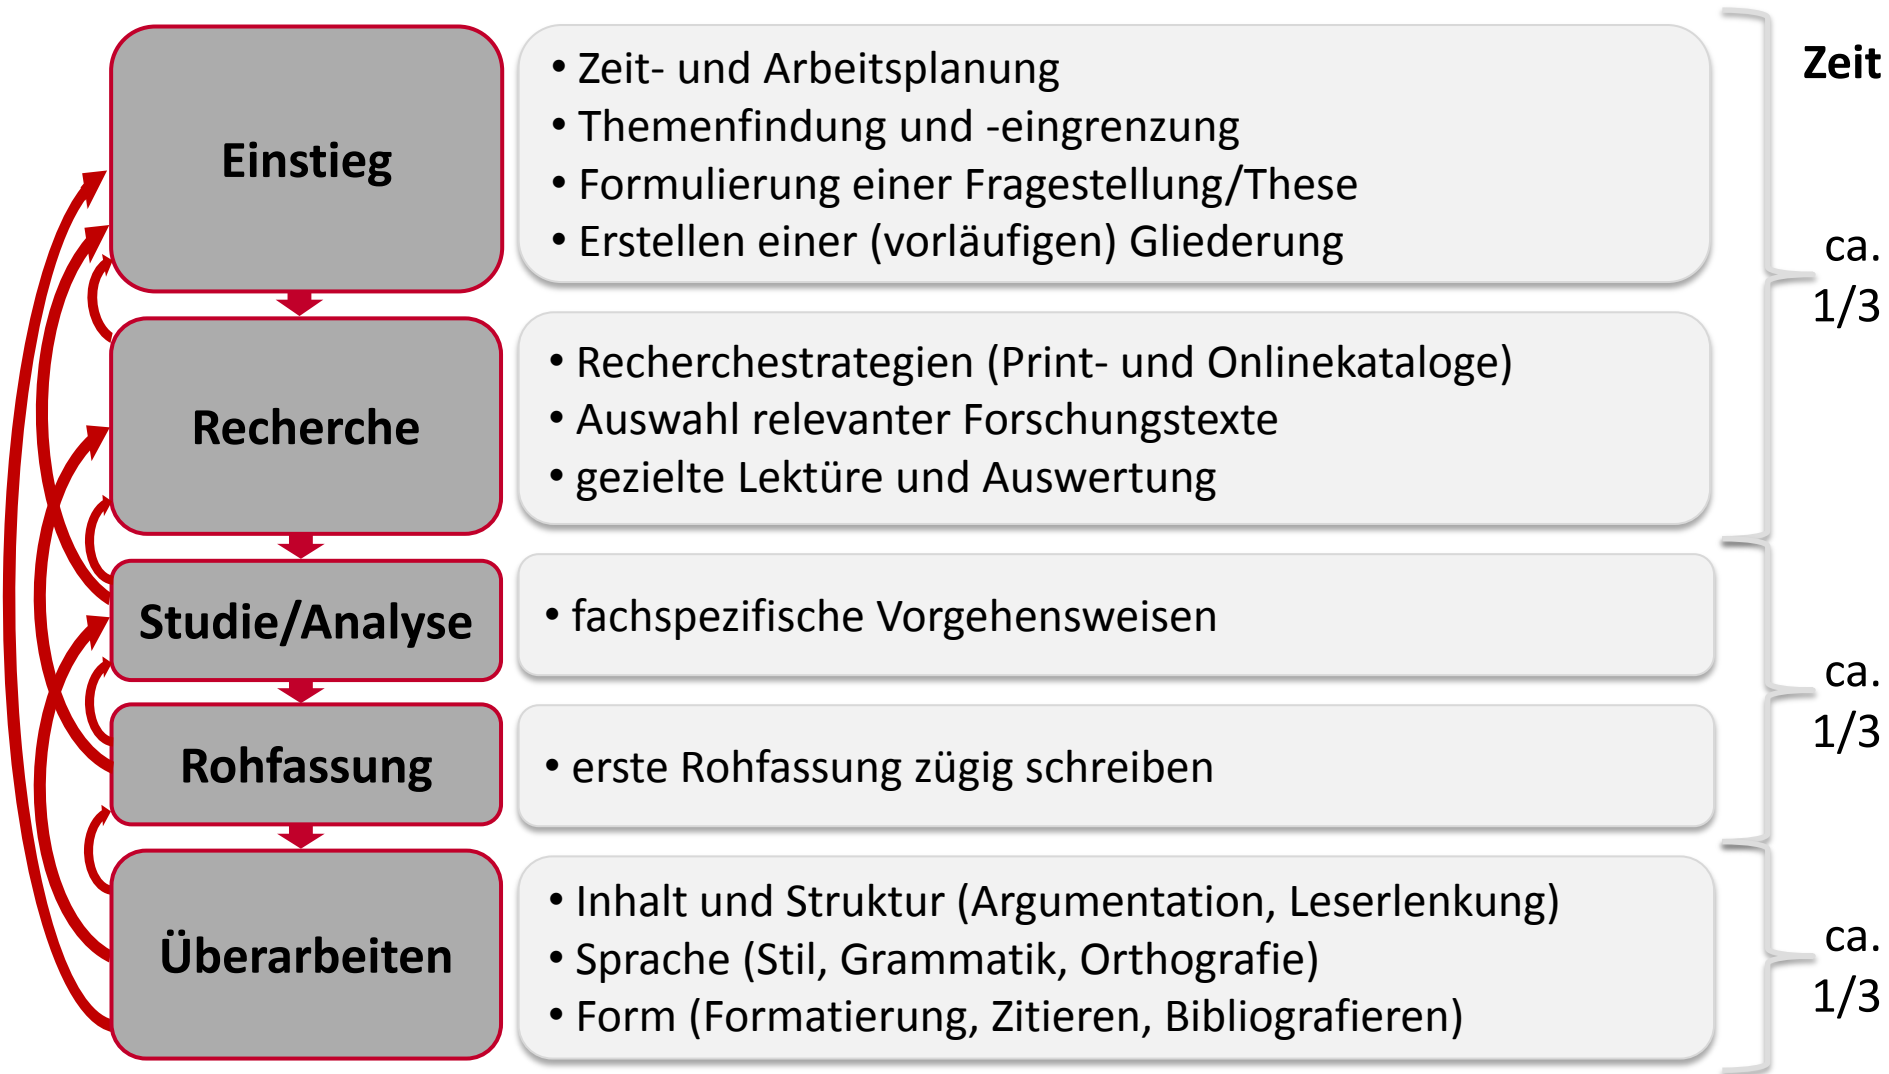 Zeit
Einstieg
• Zeit- und Arbeitsplanung
• Themenfindung und -eingrenzung
• Formulierung einer Fragestellung/These
• Erstellen einer (vorläufigen) Gliederung
ca.
1/3
Recherche
• Recherchestrategien (Print- und Onlinekataloge)
• Auswahl relevanter Forschungstexte
• gezielte Lektüre und Auswertung
Studie/Analyse
• fachspezifische Vorgehensweisen
ca.
1/3
Rohfassung
• erste Rohfassung zügig schreiben
Überarbeiten
• Inhalt und Struktur (Argumentation, Leserlenkung)
• Sprache (Stil, Grammatik, Orthografie)
• Form (Formatierung, Zitieren, Bibliografieren)
ca.
1/3